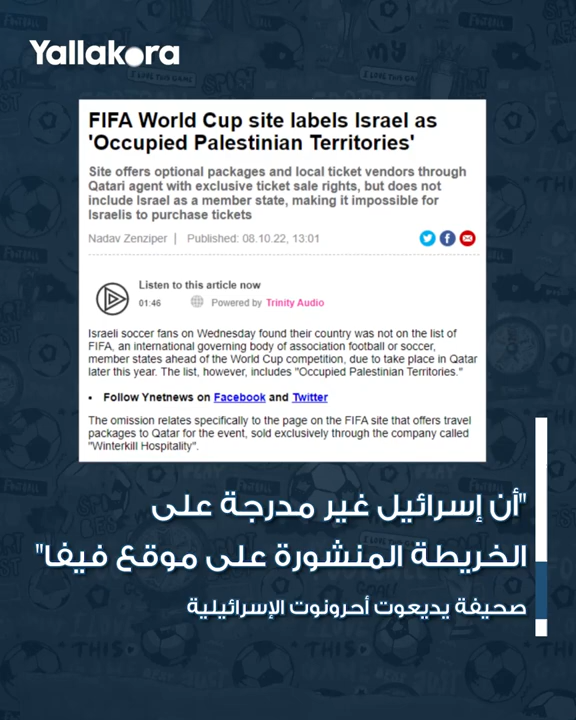 Yallakora
FIFA World Cup site labels Israel as
'Occupied Palestinian Territories'
Site offers optional packages and local ticket vendors through
Qatari agent with exclusive ticket sale rights, but does not
include Israel as a member state, making it impossible for
Israelis to purchase tickets
Nadav Zenziper | Published: 08.10.22, 13:01
Listen to this article now
01:46 Powered by Trinity Audio
Israeli soccer fans on Wednesday found their country was not on the list of
FIFA, an international governing body of association football or soccer,
member states ahead of the World Cup competition, due to take place in Qatar
later this year. The list, however, includes "Occupied Palestinian Territories."
• Follow Ynetnews on Facebook and Twitter
The omission relates specifically to the page on the FIFA site that offers travel
packages to Qatar for the event, sold exclusively through the company called
"Winterkill Hospitality".
"أن إسرائيل غير مدرجة على
الخريطة المنشورة على موقع فيفا"
صحيفة يديعوت أحرونوت الإسرائيلية